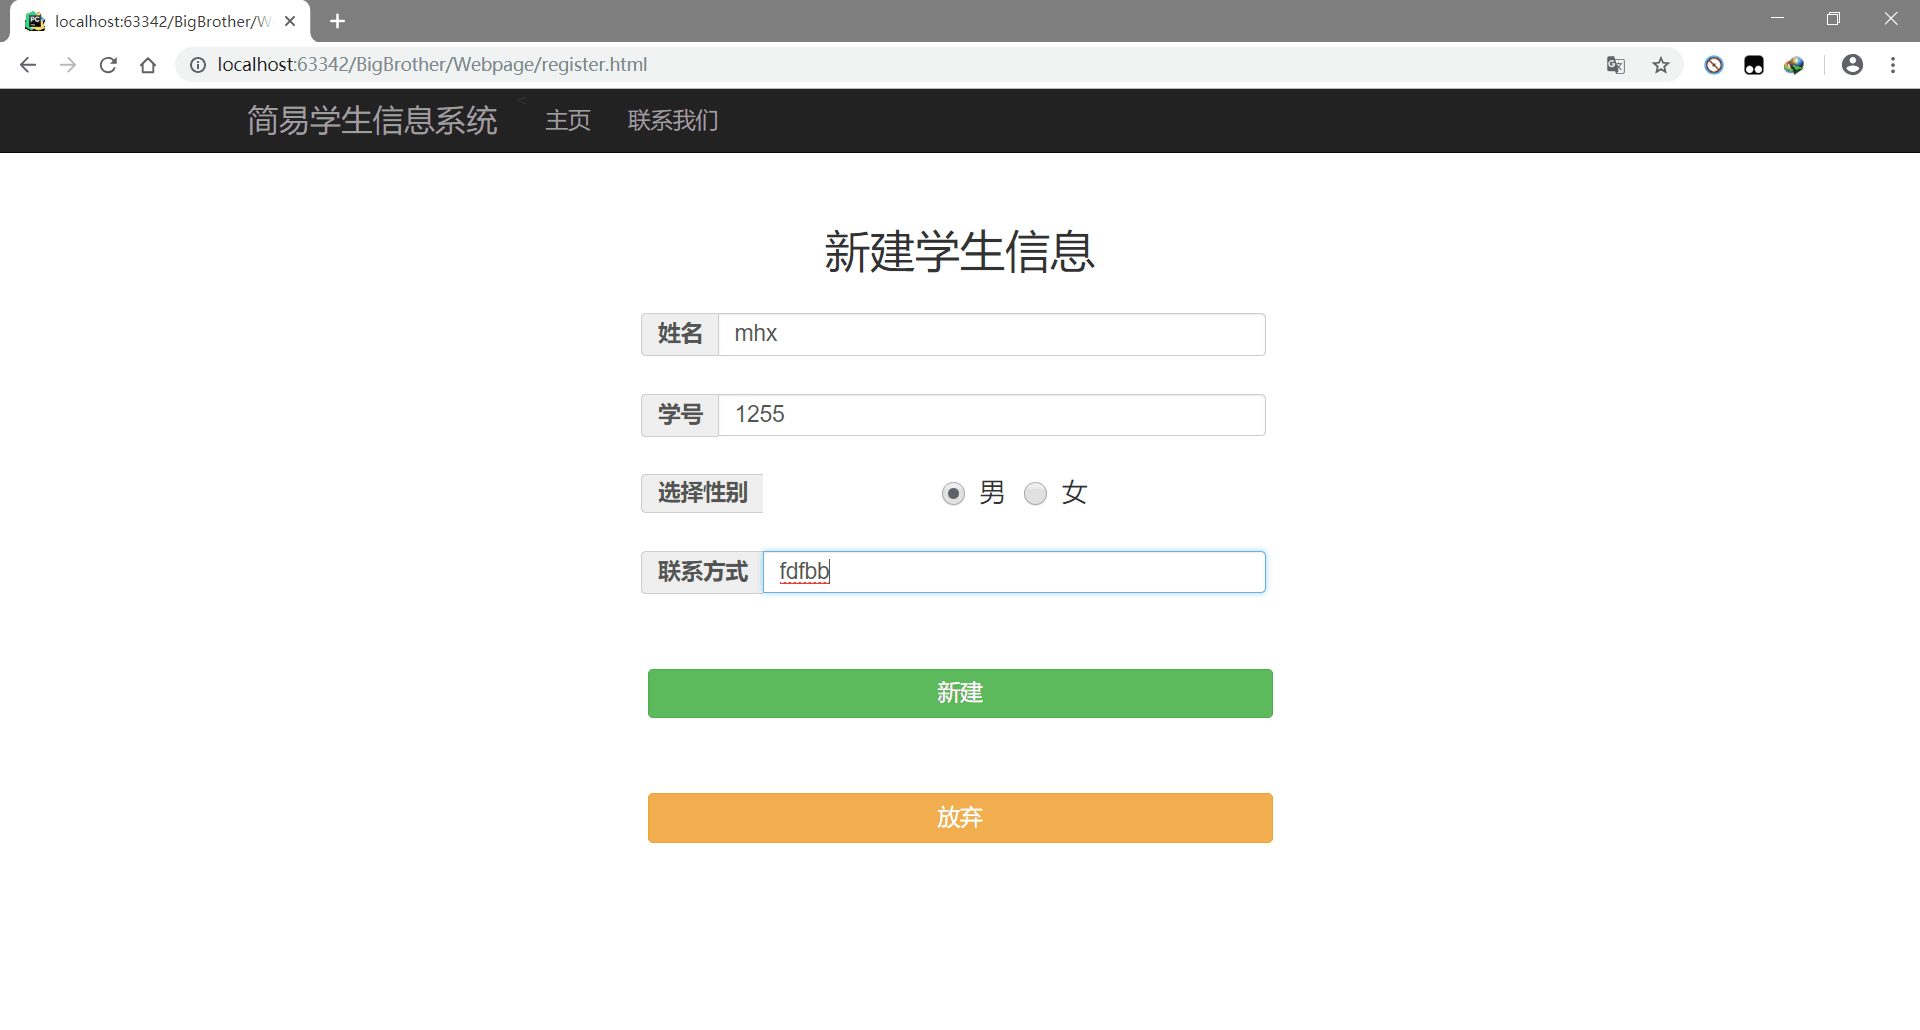 localhost:63342/BigBrother/W
localhost:63342/BigBrother/Webpage/register.html
简易学生信息系统 < 主页 联系我们
新建学生信息
姓名 mhx
学号 1255
选择性别 男 女
联系方式 fdfbb
新建
放弃